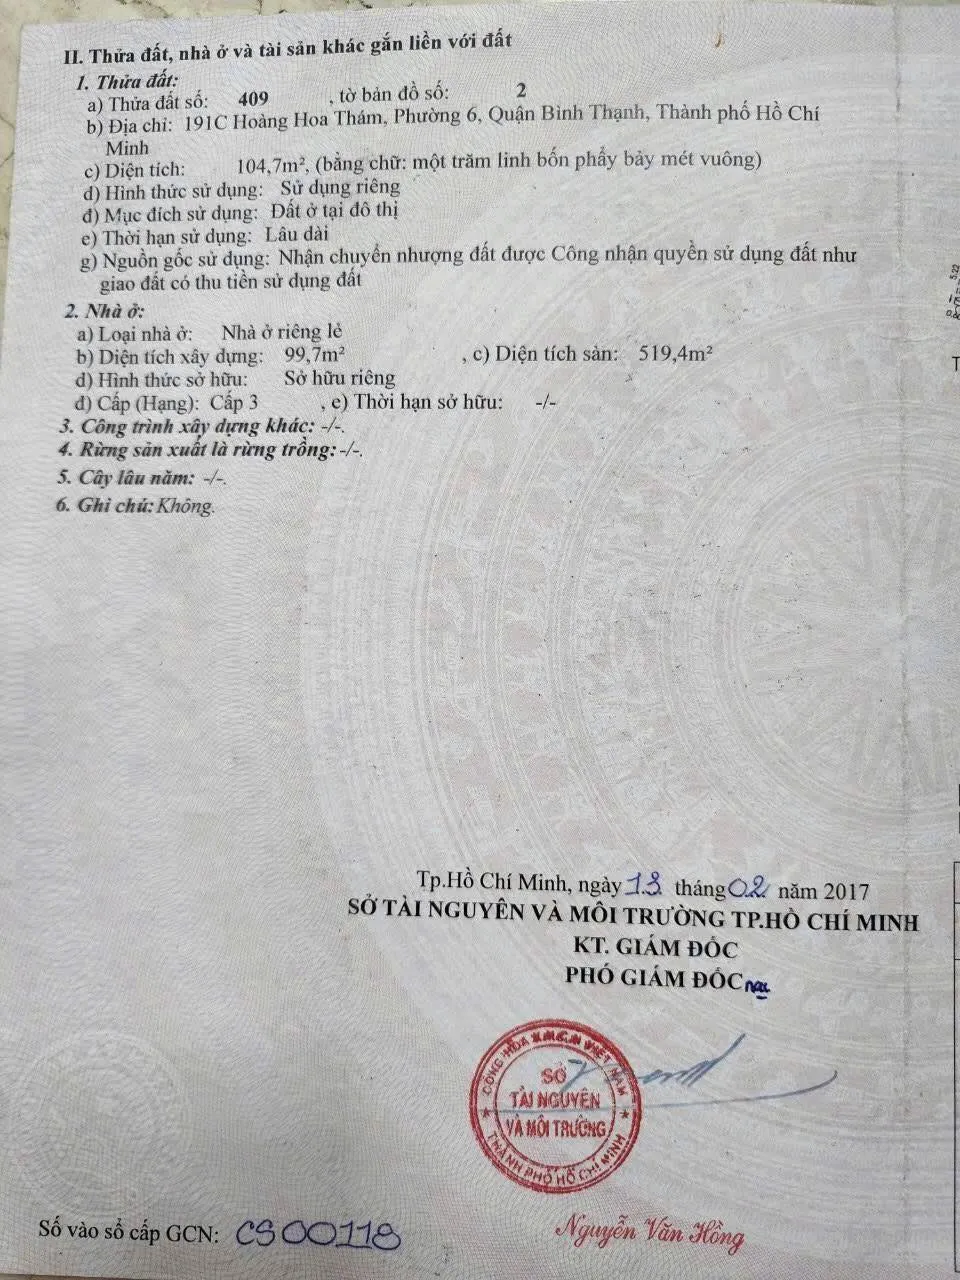 II. Thửa đất, nhà ở và tài sản khác gắn liền với đất
1. Thửa đất:
a) Thửa đất số: 409 , tờ bản đồ số: 2
b) Địa chỉ: 191C Hoàng Hoa Thám, Phường 6, Quận Bình Thạnh, Thành phố Hồ Chí
Minh
c) Diện tích: 104,7m², (bằng chữ: một trăm linh bốn phẩy bảy mét vuông)
d) Hình thức sử dụng: Sử dụng riêng
đ) Mục đích sử dụng: Đất ở tại đô thị
e) Thời hạn sử dụng: Lâu dài
g) Nguồn gốc sử dụng: Nhận chuyển nhượng đất được Công nhận quyền sử dụng đất như
giao đất có thu tiền sử dụng đất
2. Nhà ở:
a) Loại nhà ở: Nhà ở riêng lẻ
b) Diện tích xây dựng: 99,7m² , c) Diện tích sàn: 519,4m²
d) Hình thức sở hữu: Sở hữu riêng
đ) Cấp (Hạng): Cấp 3 , e) Thời hạn sở hữu: -/-
3. Công trình xây dựng khác: -/-.
4. Rừng sản xuất là rừng trồng: -/-.
5. Cây lâu năm: -/-.
6. Ghi chú: Không.
Tp.Hồ Chí Minh, ngày 13 tháng 02 năm 2017
SỞ TÀI NGUYÊN VÀ MÔI TRƯỜNG TP.HỒ CHÍ MINH
KT. GIÁM ĐỐC
PHÓ GIÁM ĐỐC
CỘNG HÒA X.H.C.N VIỆT NAM
SỞ
TÀI NGUYÊN
VÀ MÔI TRƯỜNG
THÀNH PHỐ HỒ CHÍ MINH
Nguyễn Văn Hồng
Số vào sổ cấp GCN: CS00118